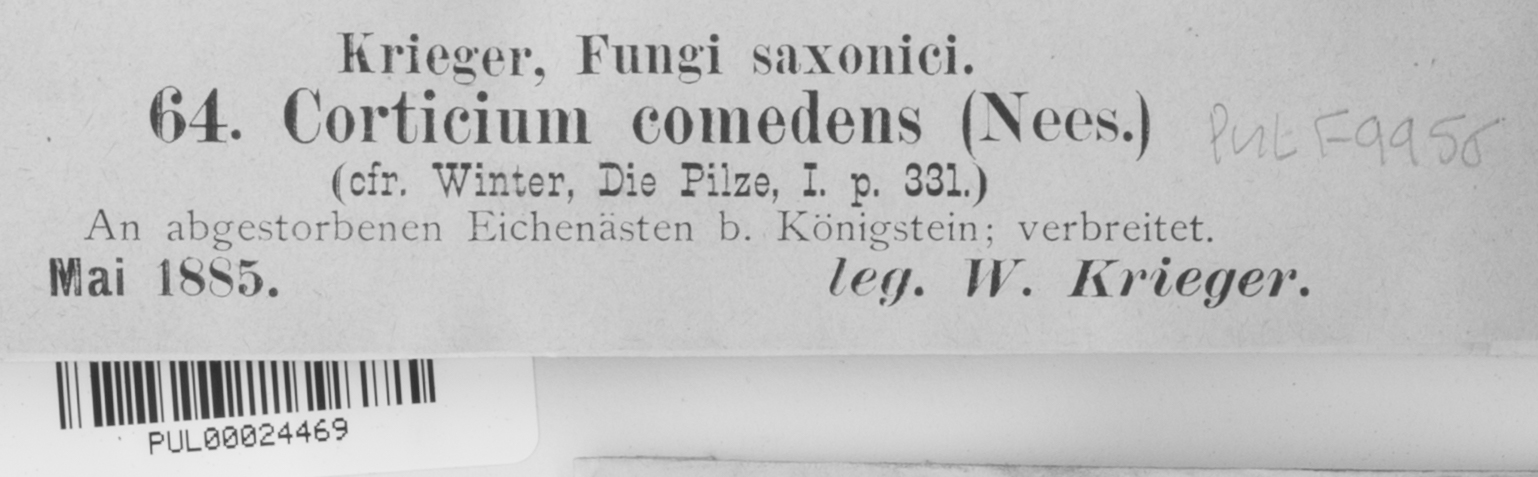 Krieger, Fungi saxonici.
64. Corticium comedens (Nees.)
PUL F9956
(cfr. Winter, Die Pilze, I. p. 331.)
An abgestorbenen Eichenästen b. Königstein; verbreitet.
Mai 1885. leg. W. Krieger.
PUL00024469